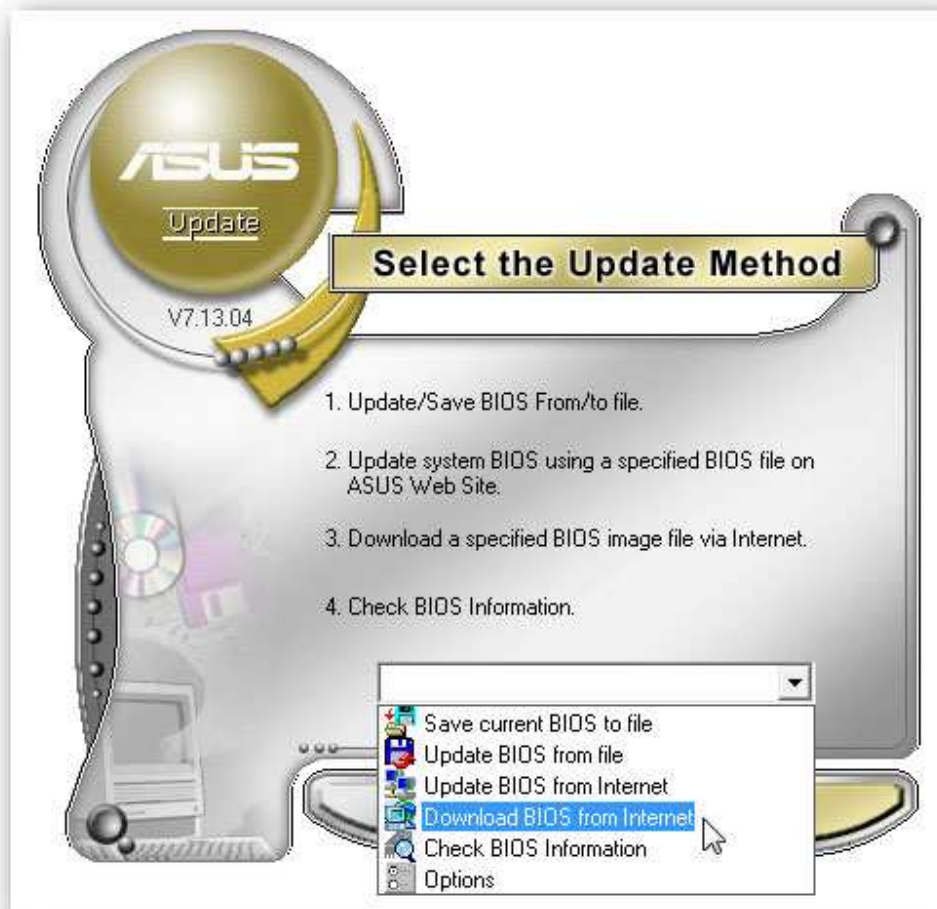 ASUS
Update
Select the Update Method
V7.13.04
1. Update/Save BIOS From/to file.
2. Update system BIOS using a specified BIOS file on
ASUS Web Site.
3. Download a specified BIOS image file via Internet.
4. Check BIOS Information.
Save current BIOS to file
Update BIOS from file
Update BIOS from Internet
Download BIOS from Internet
Check BIOS Information
Options